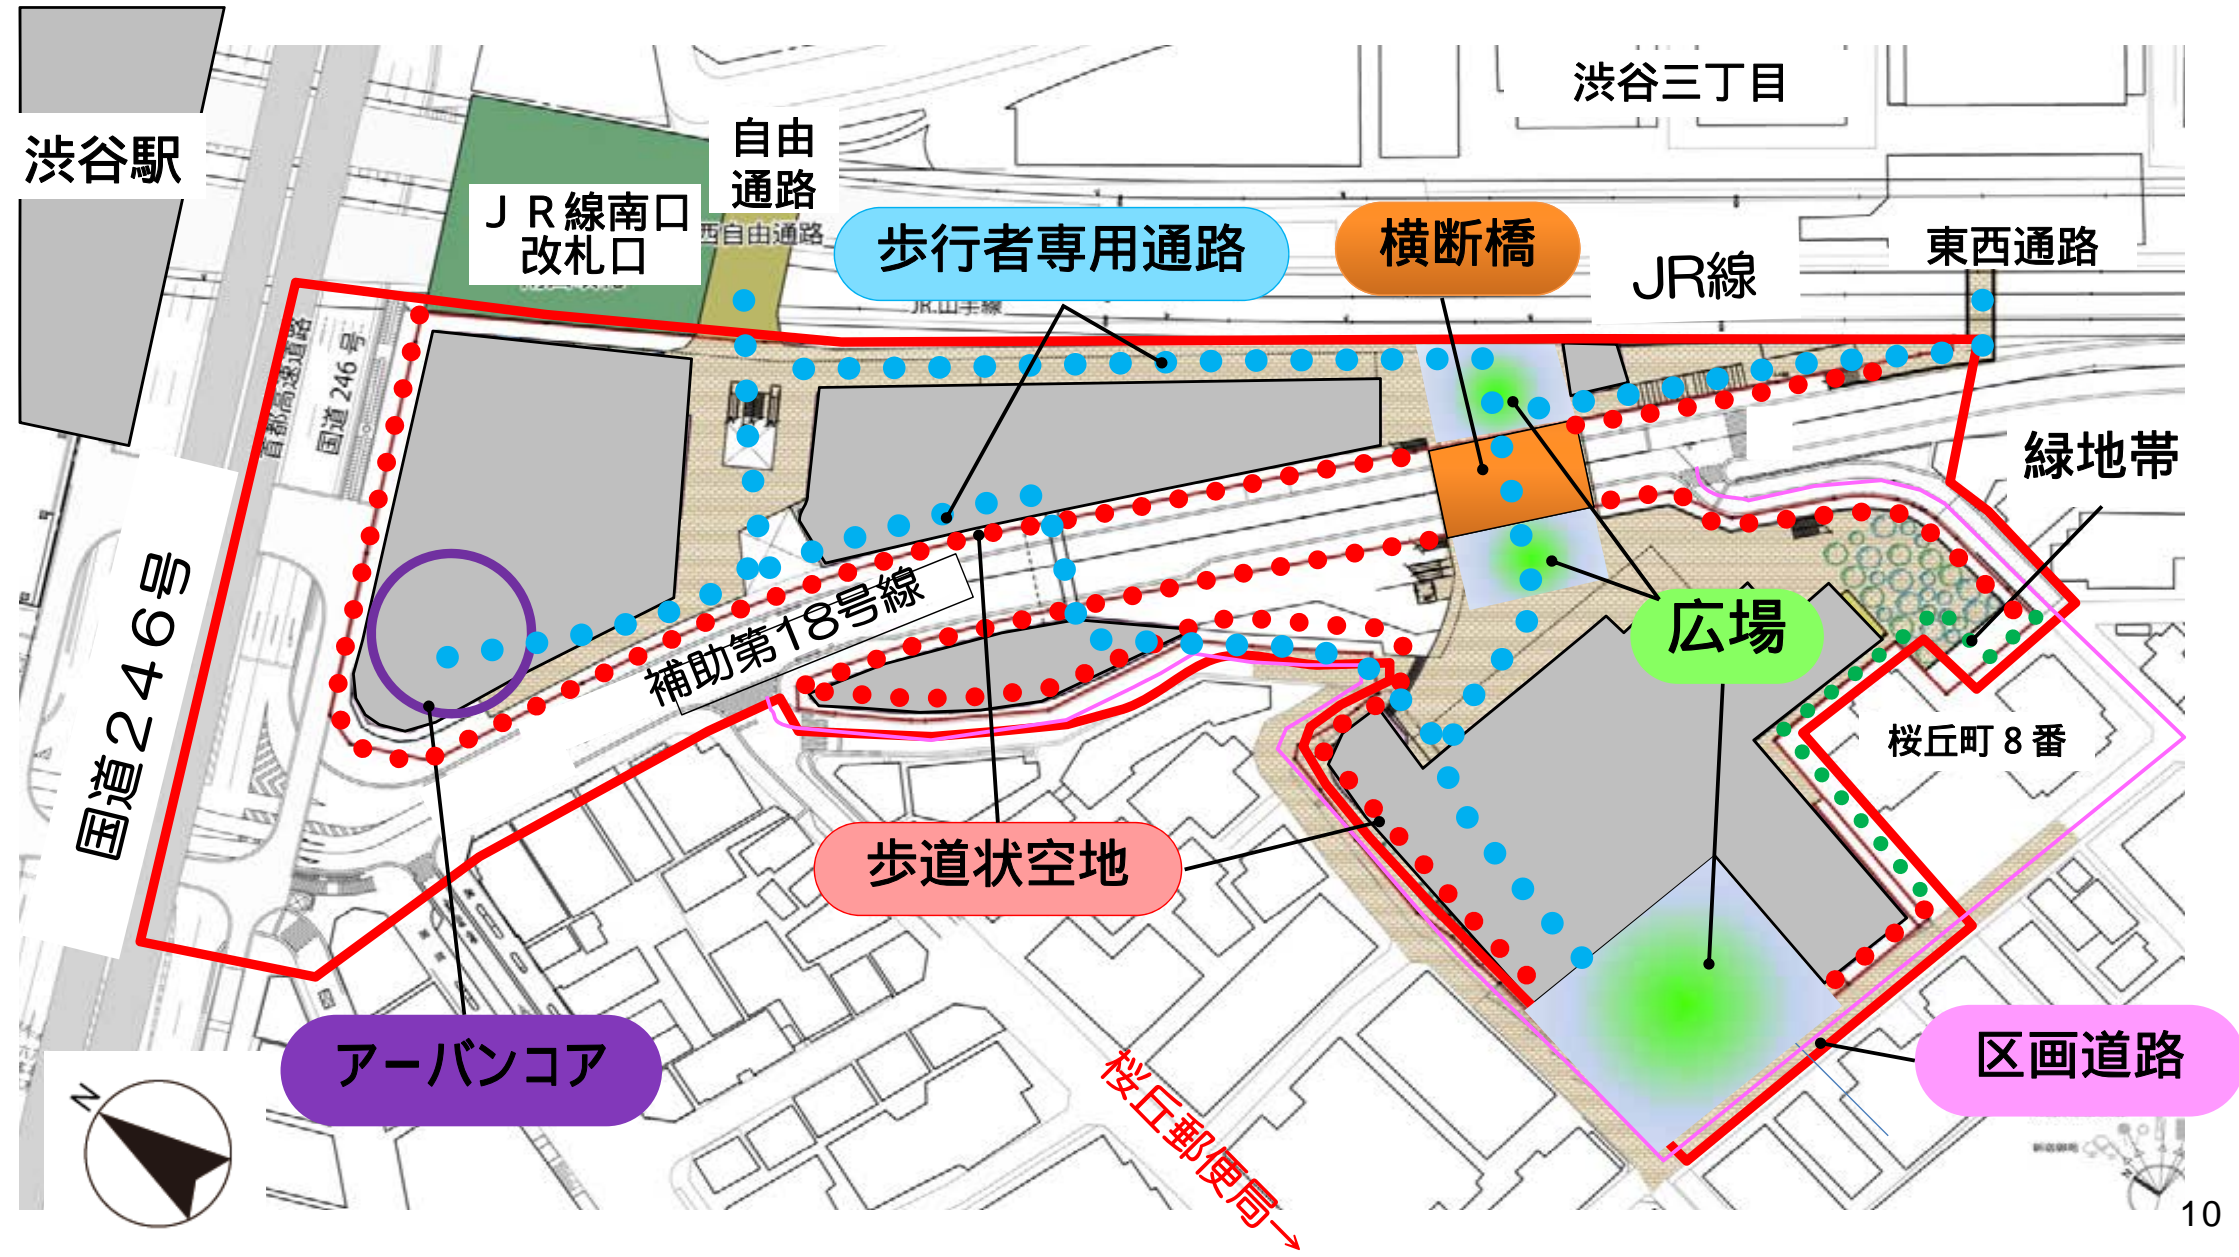 渋谷三丁目
自由
通路
渋谷駅
ＪＲ線南口
改札口
西自由通路
歩行者専用通路
横断橋
JR線
東西通路
JR山手線
首都高速道路
国道246号
緑地帯
国道246号
補助第18号線
広場
桜丘町８番
歩道状空地
アーバンコア
区画道路
桜丘郵便局→
N
10